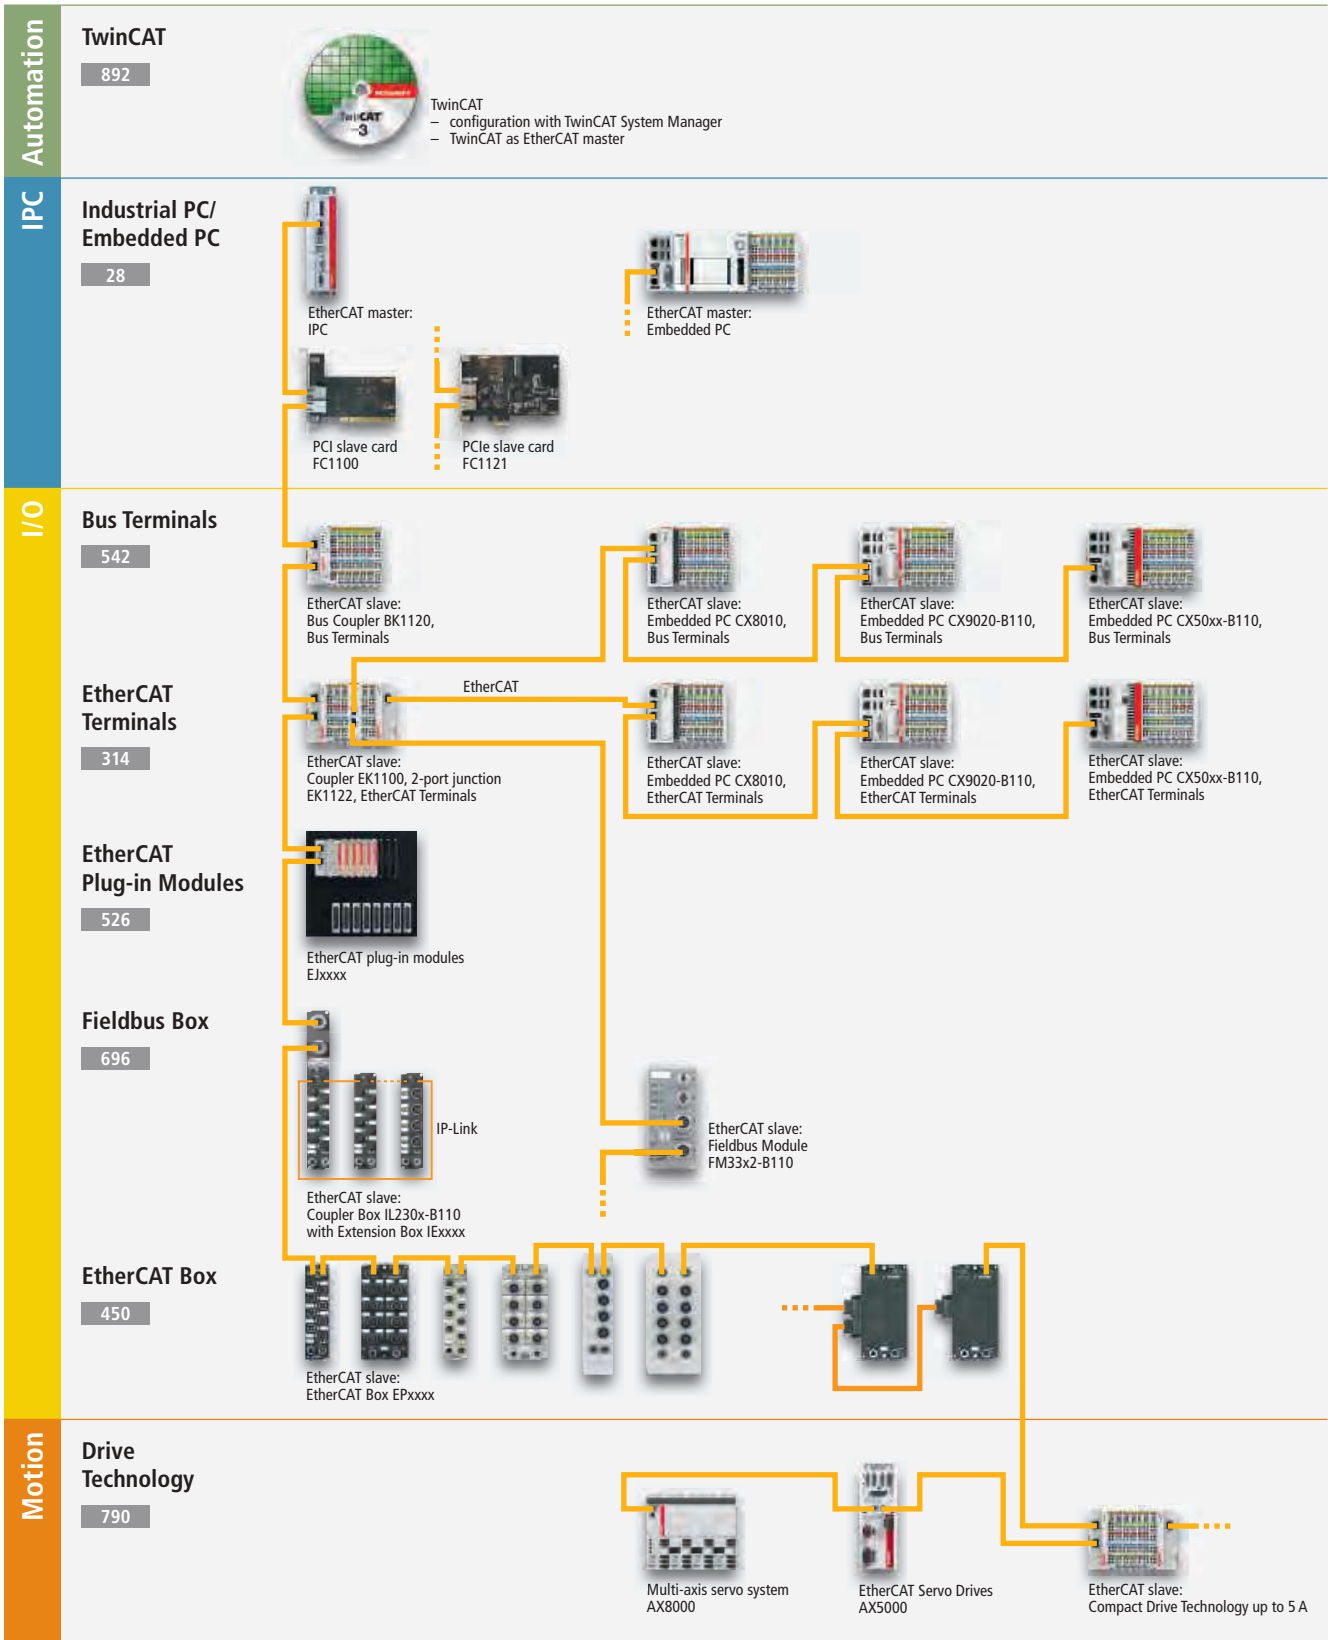 Automation
TwinCAT
892
TwinCAT
3
TwinCAT
– configuration with TwinCAT System Manager
– TwinCAT as EtherCAT master
IPC
Industrial PC/
Embedded PC
28
EtherCAT master:
IPC
EtherCAT master:
Embedded PC
PCI slave card
FC1100
PCIe slave card
FC1121
I/O
Bus Terminals
542
EtherCAT slave:
Bus Coupler BK1120,
Bus Terminals
EtherCAT slave:
Embedded PC CX8010,
Bus Terminals
EtherCAT slave:
Embedded PC CX9020-B110,
Bus Terminals
EtherCAT slave:
Embedded PC CX50xx-B110,
Bus Terminals
EtherCAT
Terminals
314
EtherCAT
EtherCAT slave:
Coupler EK1100, 2-port junction
EK1122, EtherCAT Terminals
EtherCAT slave:
Embedded PC CX8010,
EtherCAT Terminals
EtherCAT slave:
Embedded PC CX9020-B110,
EtherCAT Terminals
EtherCAT slave:
Embedded PC CX50xx-B110,
EtherCAT Terminals
EtherCAT
Plug-in Modules
526
EtherCAT plug-in modules
EJxxxx
Fieldbus Box
696
IP-Link
EtherCAT slave:
Fieldbus Module
FM33x2-B110
EtherCAT slave:
Coupler Box IL230x-B110
with Extension Box IExxxx
EtherCAT Box
450
EtherCAT slave:
EtherCAT Box EPxxxx
Motion
Drive
Technology
790
Multi-axis servo system
AX8000
EtherCAT Servo Drives
AX5000
EtherCAT slave:
Compact Drive Technology up to 5 A